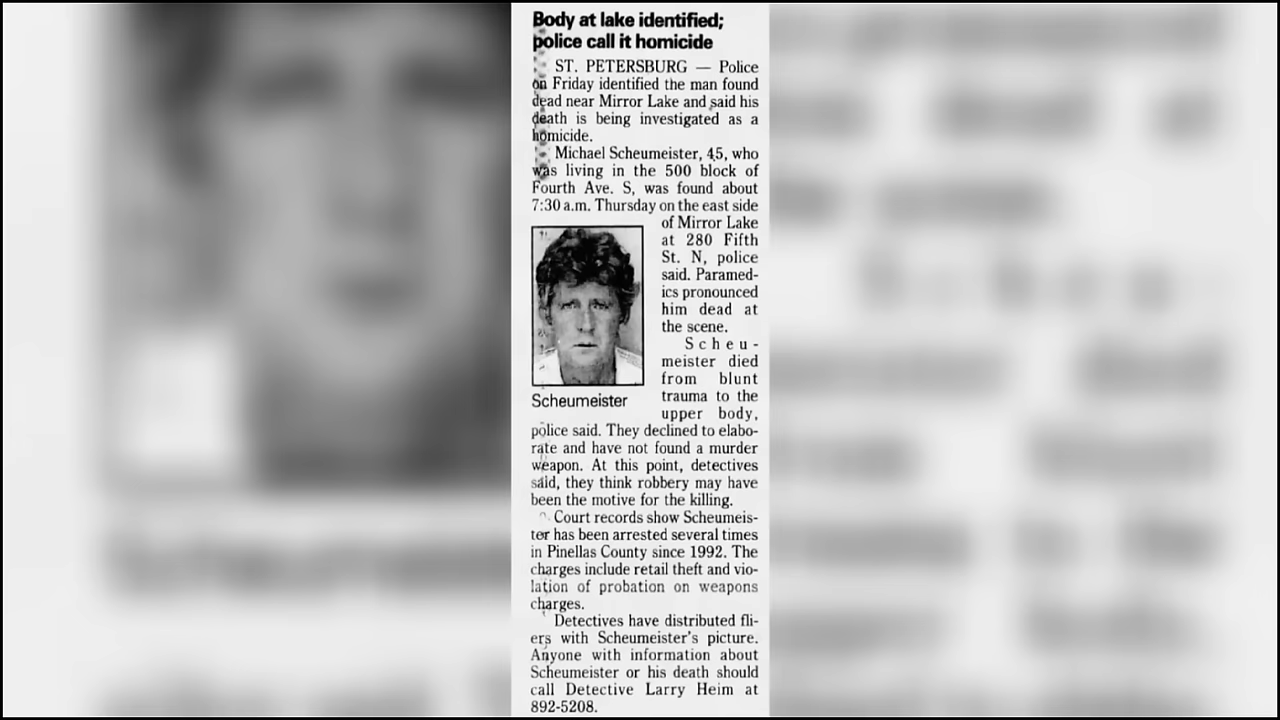 Body at lake identified;
police call it homicide
ST. PETERSBURG — Police
on Friday identified the man found
dead near Mirror Lake and said his
death is being investigated as a
homicide.
Michael Scheumeister, 45, who
was living in the 500 block of
Fourth Ave. S, was found about
7:30 a.m. Thursday on the east side
of Mirror Lake
at 280 Fifth
St. N, police
said. Paramed-
ics pronounced
him dead at
the scene.
Scheu-
meister died
from blunt
trauma to the
upper body,
Scheumeister
police said. They declined to elabo-
rate and have not found a murder
weapon. At this point, detectives
said, they think robbery may have
been the motive for the killing.
Court records show Scheumeis-
ter has been arrested several times
in Pinellas County since 1992. The
charges include retail theft and vio-
lation of probation on weapons
charges.
Detectives have distributed fli-
ers with Scheumeister's picture.
Anyone with information about
Scheumeister or his death should
call Detective Larry Heim at
892-5208.